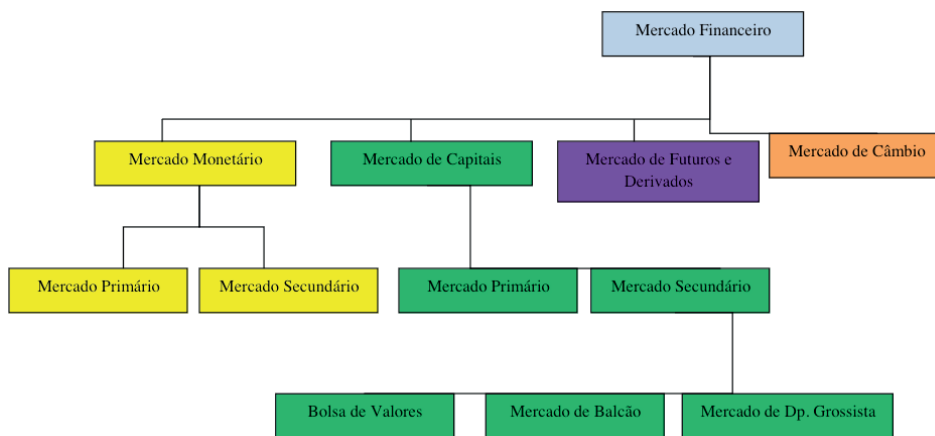 Mercado Financeiro
Mercado Monetário
Mercado de Capitais
Mercado de Futuros e
Derivados
Mercado de Câmbio
Mercado Primário
Mercado Secundário
Mercado Primário
Mercado Secundário
Bolsa de Valores
Mercado de Balcão
Mercado de Dp. Grossista